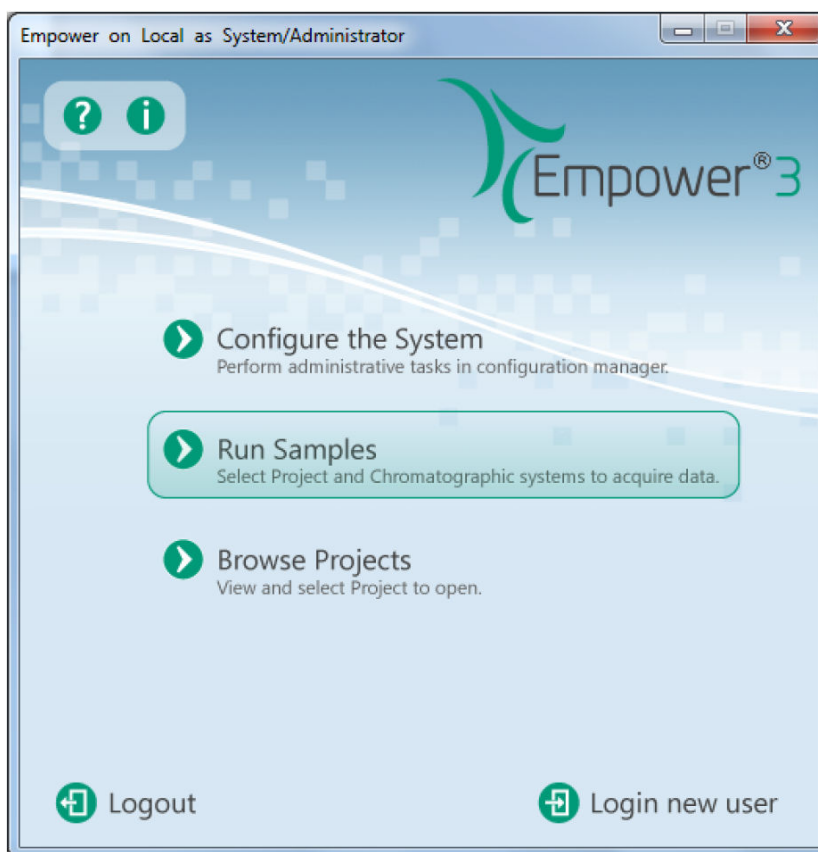 Empower on Local as System/Administrator
Empower®3
Configure the System
Perform administrative tasks in configuration manager.
Run Samples
Select Project and Chromatographic systems to acquire data.
Browse Projects
View and select Project to open.
Logout
Login new user